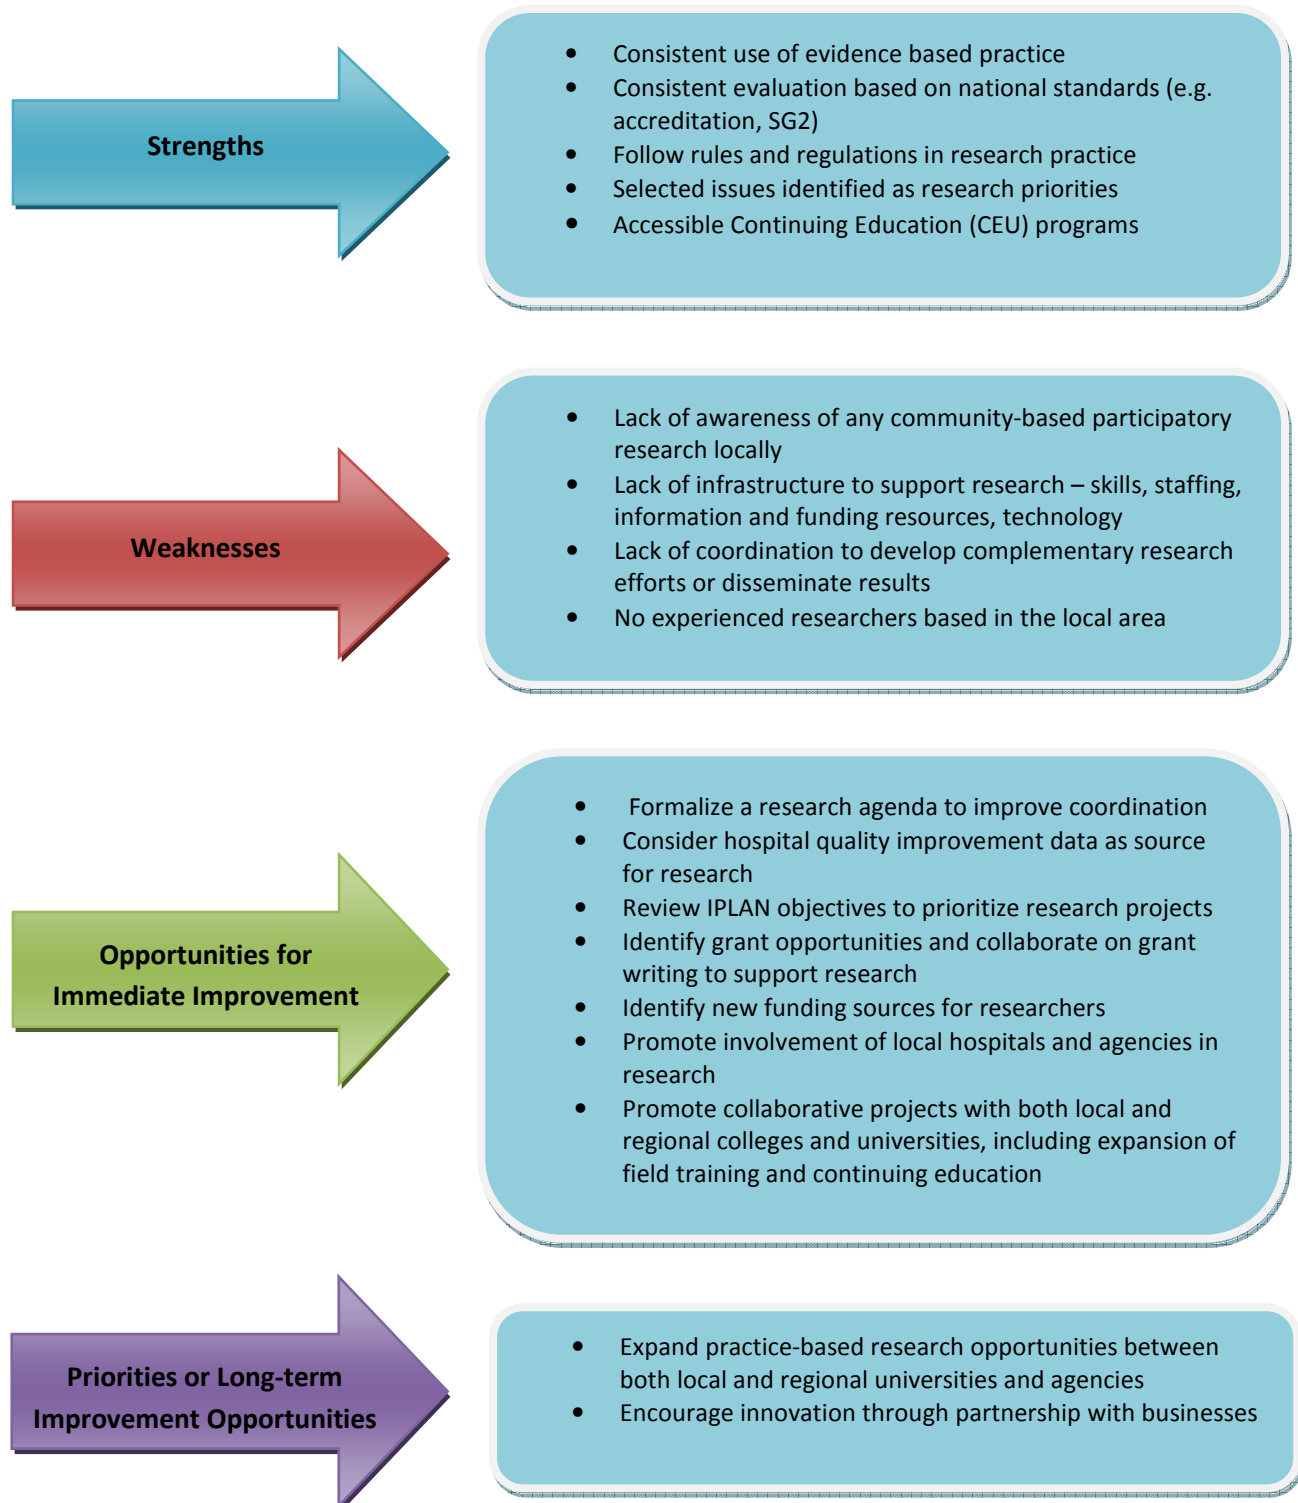 Strengths
• Consistent use of evidence based practice
• Consistent evaluation based on national standards (e.g.
accreditation, SG2)
• Follow rules and regulations in research practice
• Selected issues identified as research priorities
• Accessible Continuing Education (CEU) programs
Weaknesses
• Lack of awareness of any community-based participatory
research locally
• Lack of infrastructure to support research – skills, staffing,
information and funding resources, technology
• Lack of coordination to develop complementary research
efforts or disseminate results
• No experienced researchers based in the local area
Opportunities for
Immediate Improvement
• Formalize a research agenda to improve coordination
• Consider hospital quality improvement data as source
for research
• Review IPLAN objectives to prioritize research projects
• Identify grant opportunities and collaborate on grant
writing to support research
• Identify new funding sources for researchers
• Promote involvement of local hospitals and agencies in
research
• Promote collaborative projects with both local and
regional colleges and universities, including expansion of
field training and continuing education
Priorities or Long-term
Improvement Opportunities
• Expand practice-based research opportunities between
both local and regional universities and agencies
• Encourage innovation through partnership with businesses